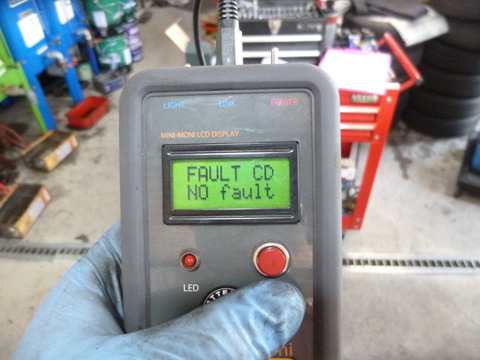 LIGHT LINK POWER
MINI-MONI LCD DISPLAY
FAULT CD
NO fault
LED